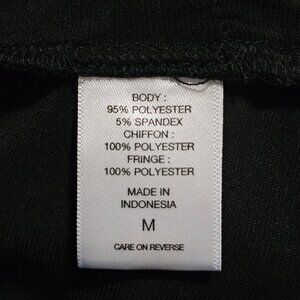 BODY :
95% POLYESTER
5% SPANDEX
CHIFFON :
100% POLYESTER
FRINGE :
100% POLYESTER
MADE IN
INDONESIA
M
CARE ON REVERSE